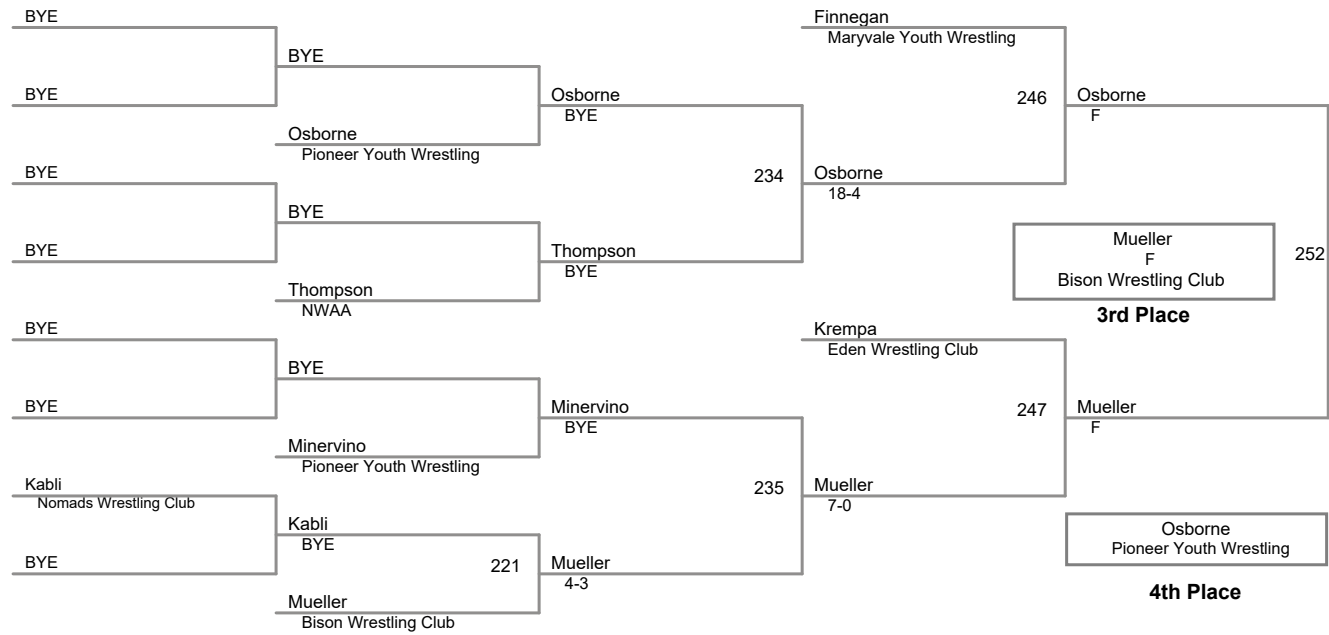 BYE
Finnegan
Maryvale Youth Wrestling
BYE
BYE
Osborne
BYE
246
Osborne
F
Osborne
Pioneer Youth Wrestling
BYE
234
Osborne
18-4
BYE
BYE
Thompson
BYE
Mueller
F
Bison Wrestling Club
252
3rd Place
Thompson
NWAA
BYE
Krempa
Eden Wrestling Club
BYE
BYE
Minervino
BYE
247
Mueller
F
Minervino
Pioneer Youth Wrestling
Kabli
Nomads Wrestling Club
235
Mueller
7-0
Kabli
BYE
Osborne
Pioneer Youth Wrestling
BYE
221
Mueller
4-3
4th Place
Mueller
Bison Wrestling Club